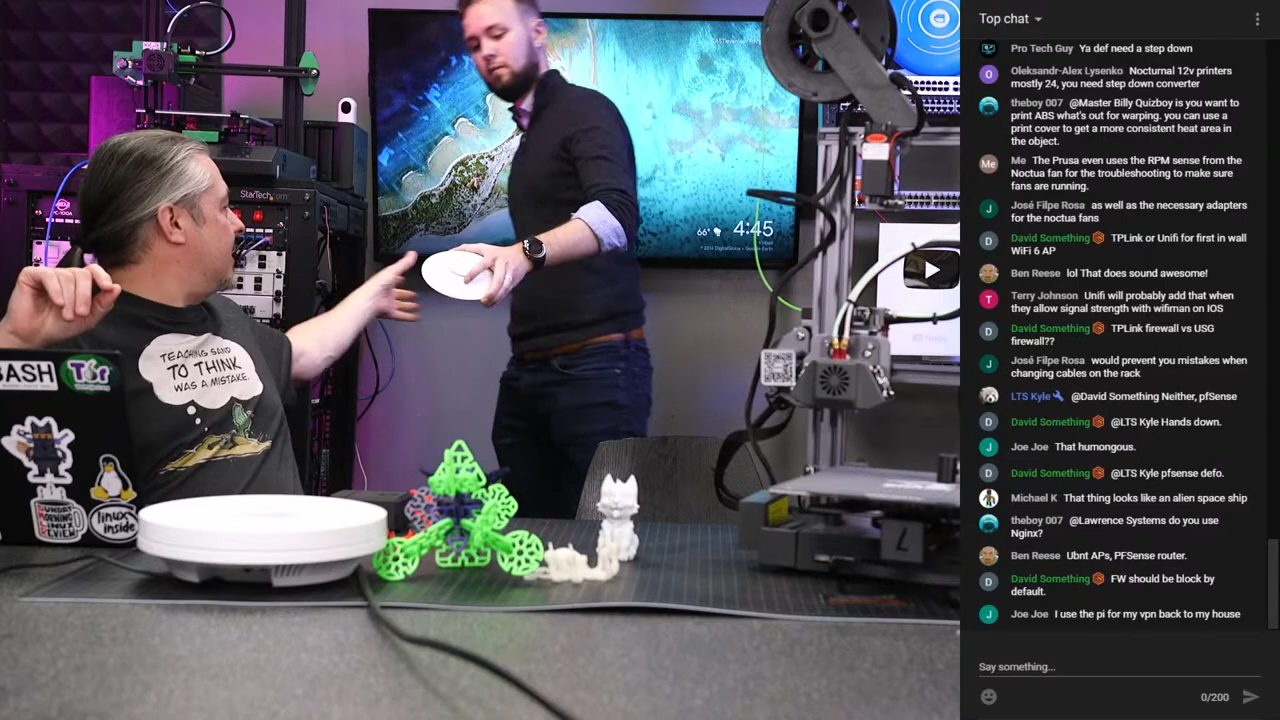 StarTech.com
66°
4:45
TEACHING SAND
TO THINK
WAS A MISTAKE.
BASH
Tor
SUNDAY
MORNING
LINUX
REVIEW
linux
inside
Top chat
Pro Tech Guy Ya def need a step down
Oleksandr-Alex Lysenko Nocturnal 12v printers
mostly 24, you need step down converter
theboy 007 @Master Billy Quizboy is you want to
print ABS what's out for warping. you can use a
print cover to get a more consistent heat area in
the object.
Me The Prusa even uses the RPM sense from the
Noctua fan for the troubleshooting to make sure
fans are running.
José Filpe Rosa as well as the necessary adapters
for the noctua fans
David Something TPLink or Unifi for first in wall
WiFi 6 AP
Ben Reese lol That does sound awesome!
Terry Johnson Unifi will probably add that when
they allow signal strength with wifiman on IOS
David Something TPLink firewall vs USG
firewall??
José Filpe Rosa would prevent you mistakes when
changing cables on the rack
LTS Kyle @David Something Neither, pfSense
David Something @LTS Kyle Hands down.
Joe Joe That humongous.
David Something @LTS Kyle pfsense defo.
Michael K That thing looks like an alien space ship
theboy 007 @Lawrence Systems do you use
Nginx?
Ben Reese Ubnt APs, PFSense router.
David Something FW should be block by
default.
Joe Joe I use the pi for my vpn back to my house
Say something...
0/200